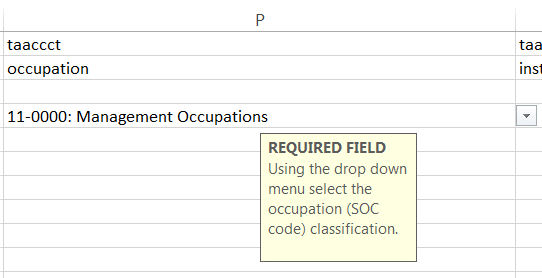 P
taaccct
taa
occupation
inst
11-0000: Management Occupations
REQUIRED FIELD
Using the drop down
menu select the
occupation (SOC
code) classification.